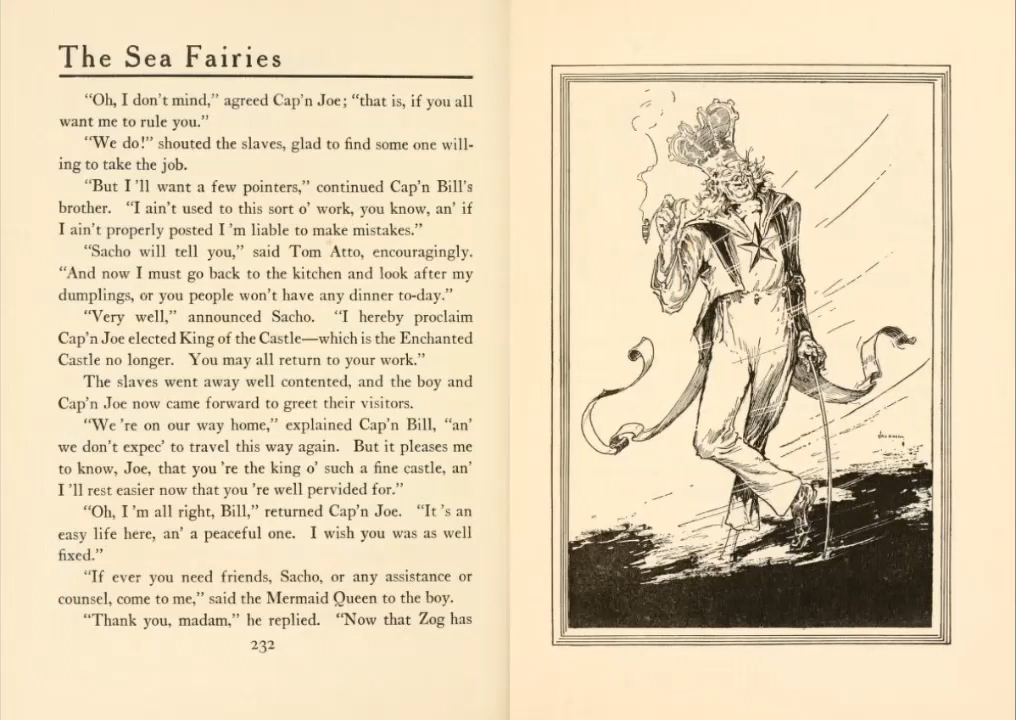 The Sea Fairies
"Oh, I don't mind," agreed Cap'n Joe; "that is, if you all
want me to rule you."
"We do!" shouted the slaves, glad to find some one will-
ing to take the job.
"But I 'll want a few pointers," continued Cap'n Bill's
brother. "I ain't used to this sort o' work, you know, an' if
I ain't properly posted I 'm liable to make mistakes."
"Sacho will tell you," said Tom Atto, encouragingly.
"And now I must go back to the kitchen and look after my
dumplings, or you people won't have any dinner to-day."
"Very well," announced Sacho. "I hereby proclaim
Cap'n Joe elected King of the Castle—which is the Enchanted
Castle no longer. You may all return to your work."
The slaves went away well contented, and the boy and
Cap'n Joe now came forward to greet their visitors.
"We 're on our way home," explained Cap'n Bill, "an'
we don't expec' to travel this way again. But it pleases me
to know, Joe, that you 're the king o' such a fine castle, an'
I 'll rest easier now that you 're well pervided for."
"Oh, I 'm all right, Bill," returned Cap'n Joe. "It 's an
easy life here, an' a peaceful one. I wish you was as well
fixed."
"If ever you need friends, Sacho, or any assistance or
counsel, come to me," said the Mermaid Queen to the boy.
"Thank you, madam," he replied. "Now that Zog has
232